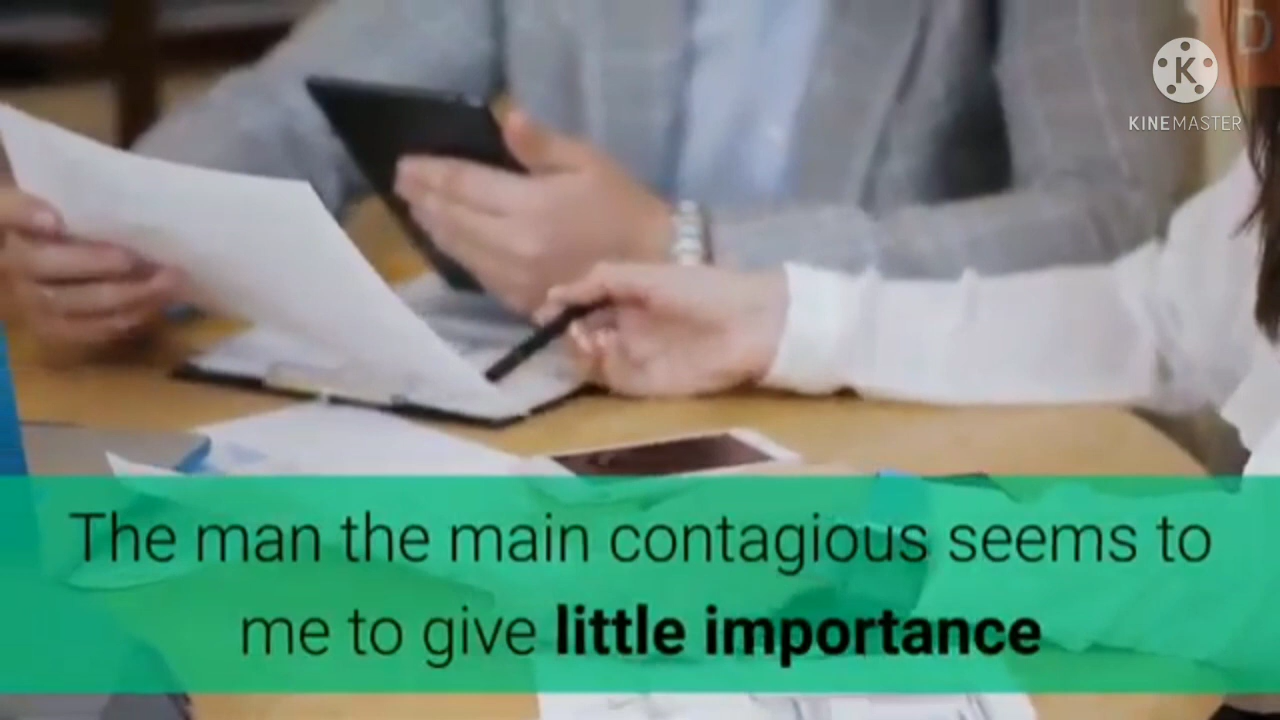 D
KINEMASTER
The man the main contagious seems to
me to give little importance